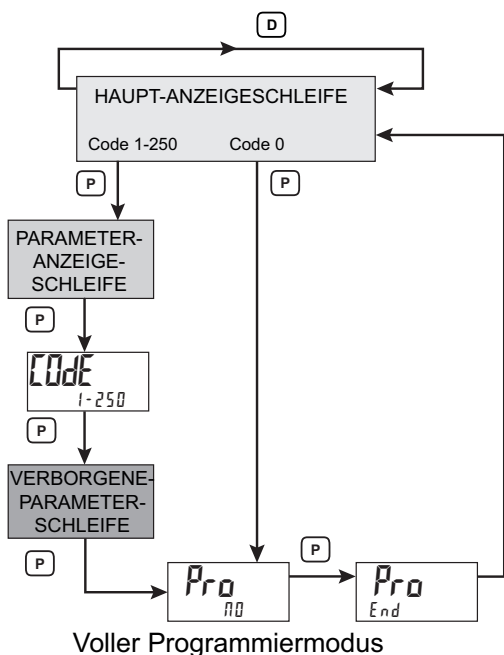 D
HAUPT-ANZEIGESCHLEIFE
Code 1-250 Code 0
P P
PARAMETER-
ANZEIGE-
SCHLEIFE
P
COdE
1-250
P
VERBORGENE-
PARAMETER-
SCHLEIFE
P
Pro
NO
P
Pro
End
Voller Programmiermodus